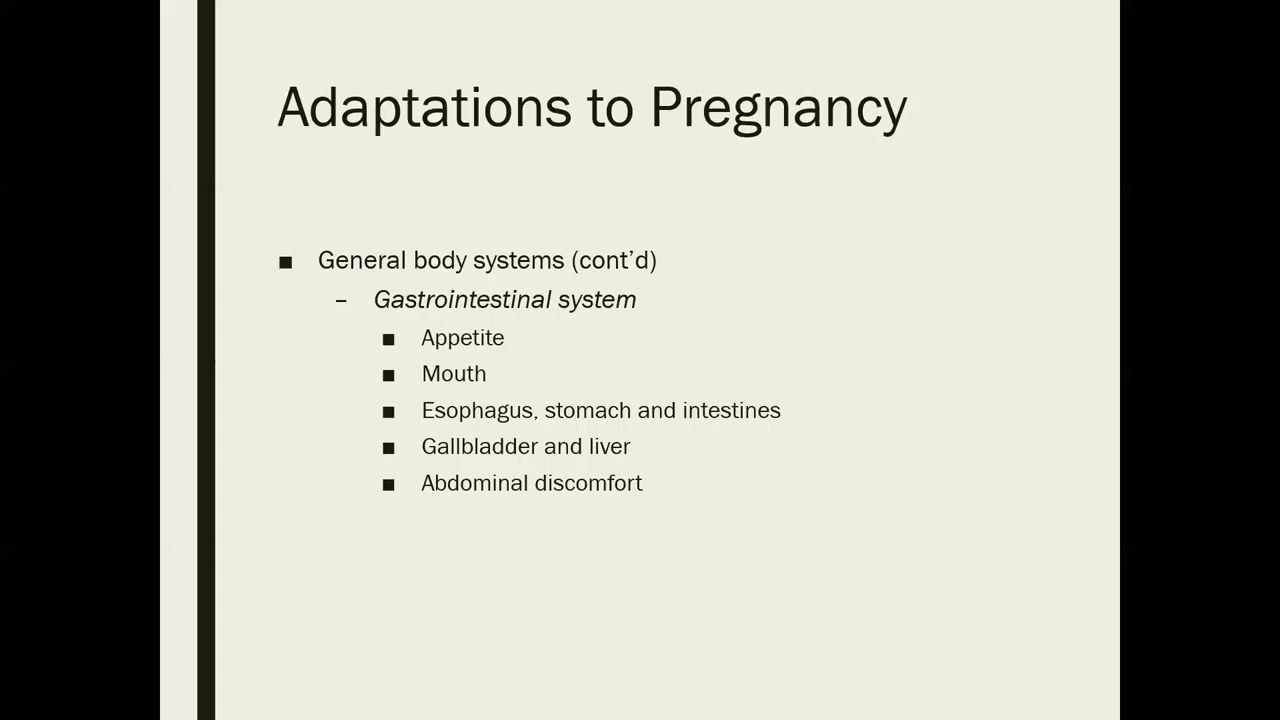 Adaptations to Pregnancy
■ General body systems (cont’d)
– Gastrointestinal system
■ Appetite
■ Mouth
■ Esophagus, stomach and intestines
■ Gallbladder and liver
■ Abdominal discomfort